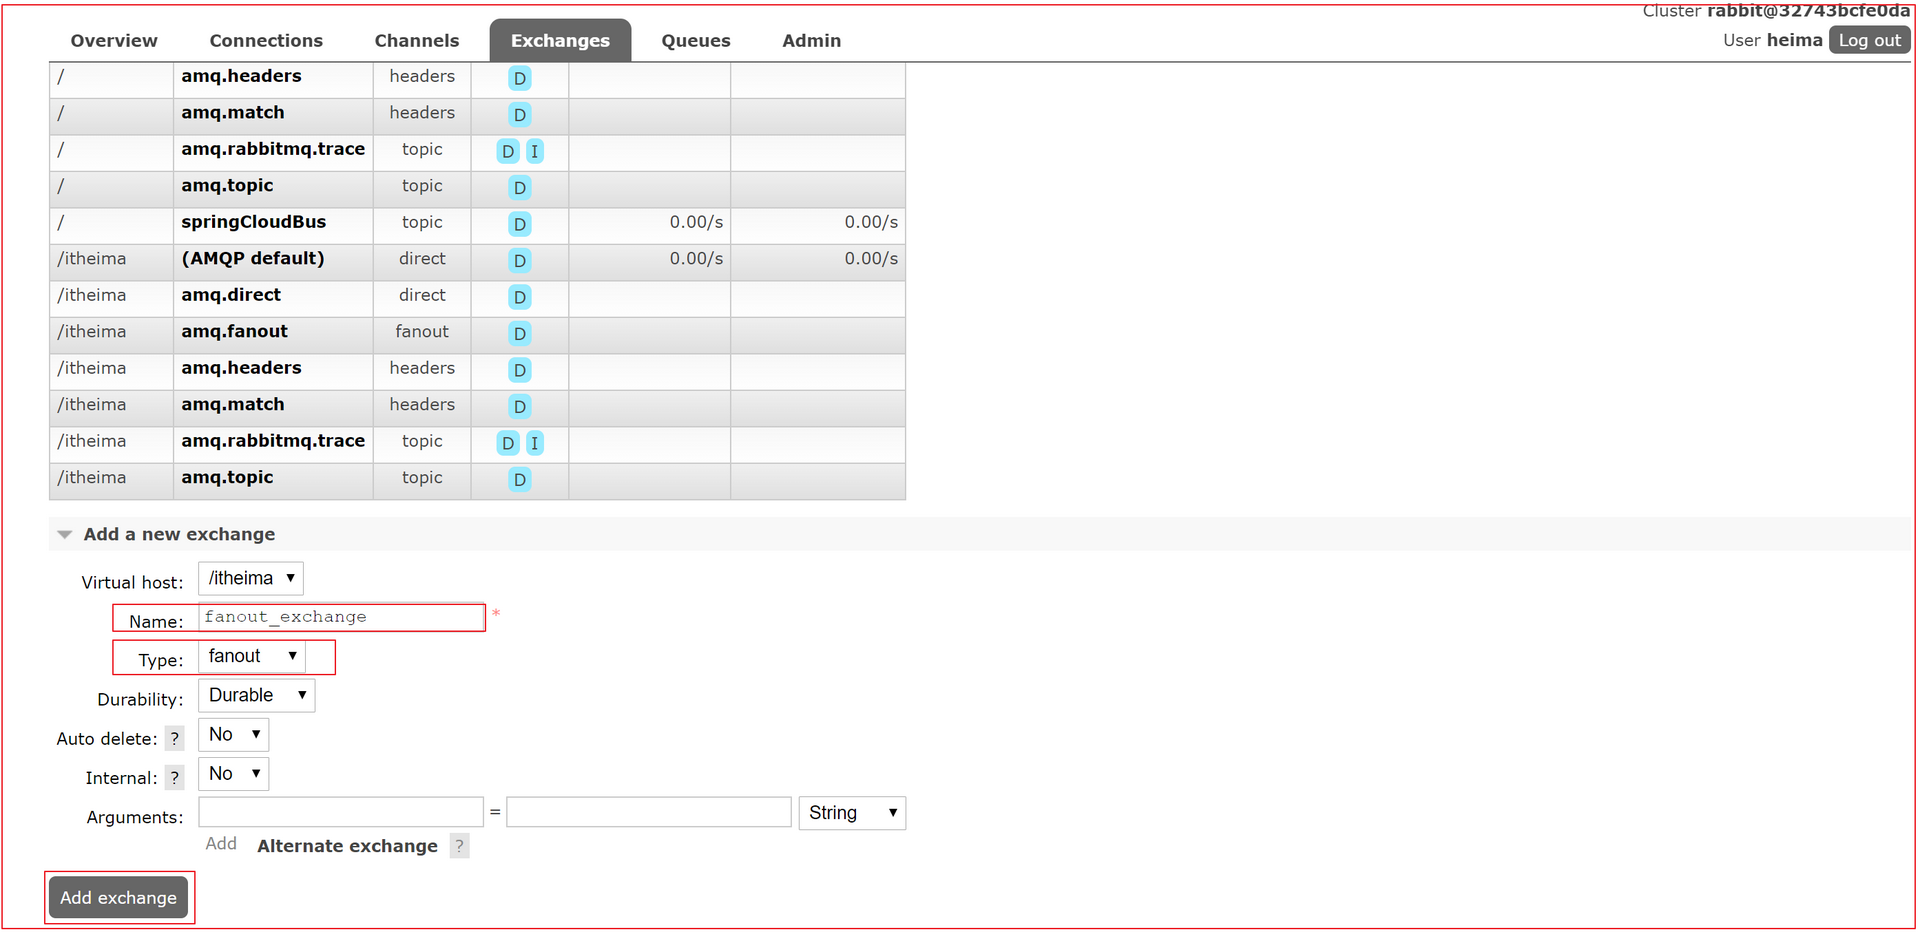 Cluster rabbit@32743bcfe0da
Overview Connections Channels Exchanges Queues Admin User heima Log out
/ amq.headers headers D
/ amq.match headers D
/ amq.rabbitmq.trace topic D I
/ amq.topic topic D
/ springCloudBus topic D 0.00/s 0.00/s
/itheima (AMQP default) direct D 0.00/s 0.00/s
/itheima amq.direct direct D
/itheima amq.fanout fanout D
/itheima amq.headers headers D
/itheima amq.match headers D
/itheima amq.rabbitmq.trace topic D I
/itheima amq.topic topic D
Add a new exchange
Virtual host: /itheima
Name: fanout_exchange *
Type: fanout
Durability: Durable
Auto delete: ? No
Internal: ? No
Arguments: = String
Add Alternate exchange ?
Add exchange